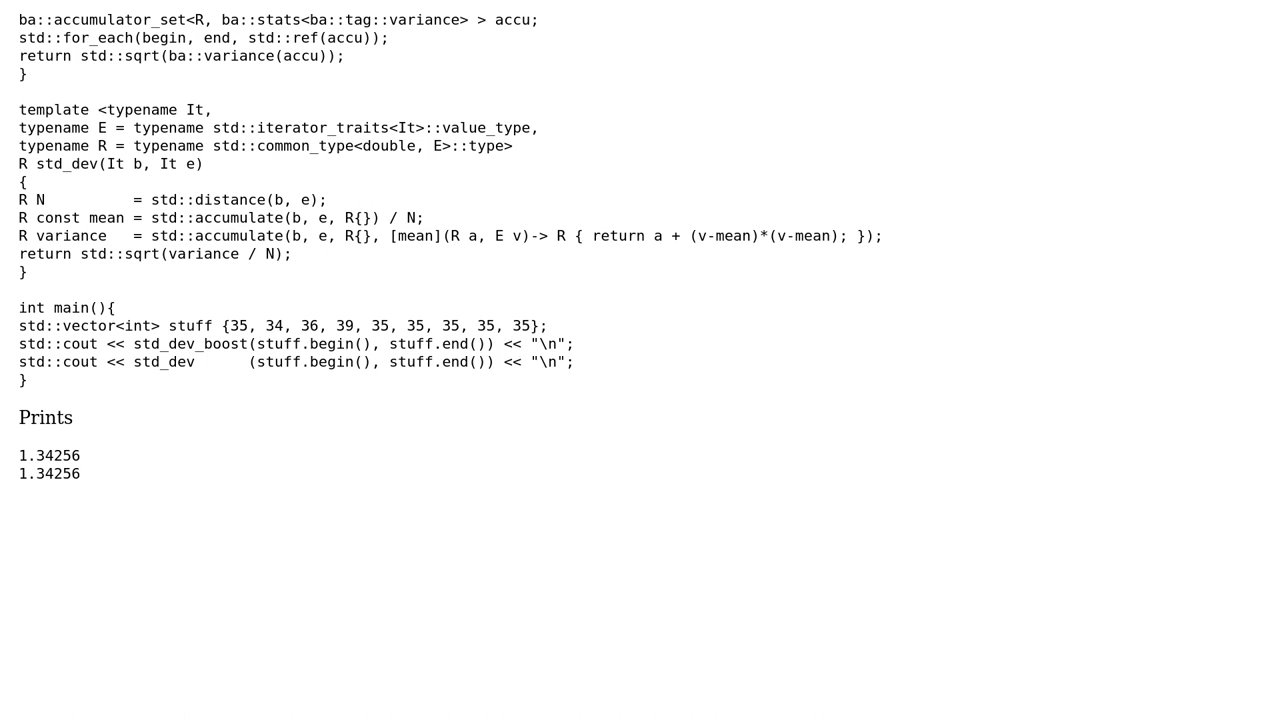 ba::accumulator_set<R, ba::stats<ba::tag::variance> > accu;
std::for_each(begin, end, std::ref(accu));
return std::sqrt(ba::variance(accu));
}

template <typename It,
typename E = typename std::iterator_traits<It>::value_type,
typename R = typename std::common_type<double, E>::type>
R std_dev(It b, It e)
{
R N          = std::distance(b, e);
R const mean = std::accumulate(b, e, R{}) / N;
R variance   = std::accumulate(b, e, R{}, [mean](R a, E v)-> R { return a + (v-mean)*(v-mean); });
return std::sqrt(variance / N);
}

int main(){
std::vector<int> stuff {35, 34, 36, 39, 35, 35, 35, 35, 35};
std::cout << std_dev_boost(stuff.begin(), stuff.end()) << "\n";
std::cout << std_dev      (stuff.begin(), stuff.end()) << "\n";
}

Prints

1.34256
1.34256